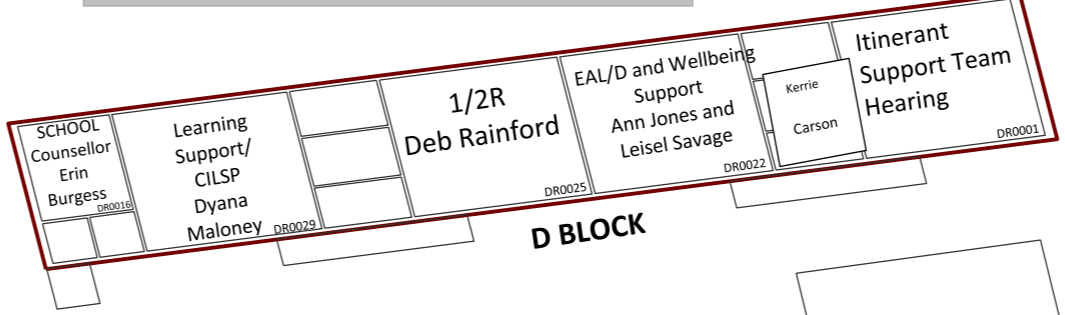 SCHOOL
Counsellor
Erin
Burgess
DR0016
Learning
Support/
CILSP
Dyana
Maloney
DR0029
1/2R
Deb Rainford
DR0025
EAL/D and Wellbeing
Support
Ann Jones and
Leisel Savage
DR0022
Kerrie
Carson
Itinerant
Support Team
Hearing
DR0001
D BLOCK